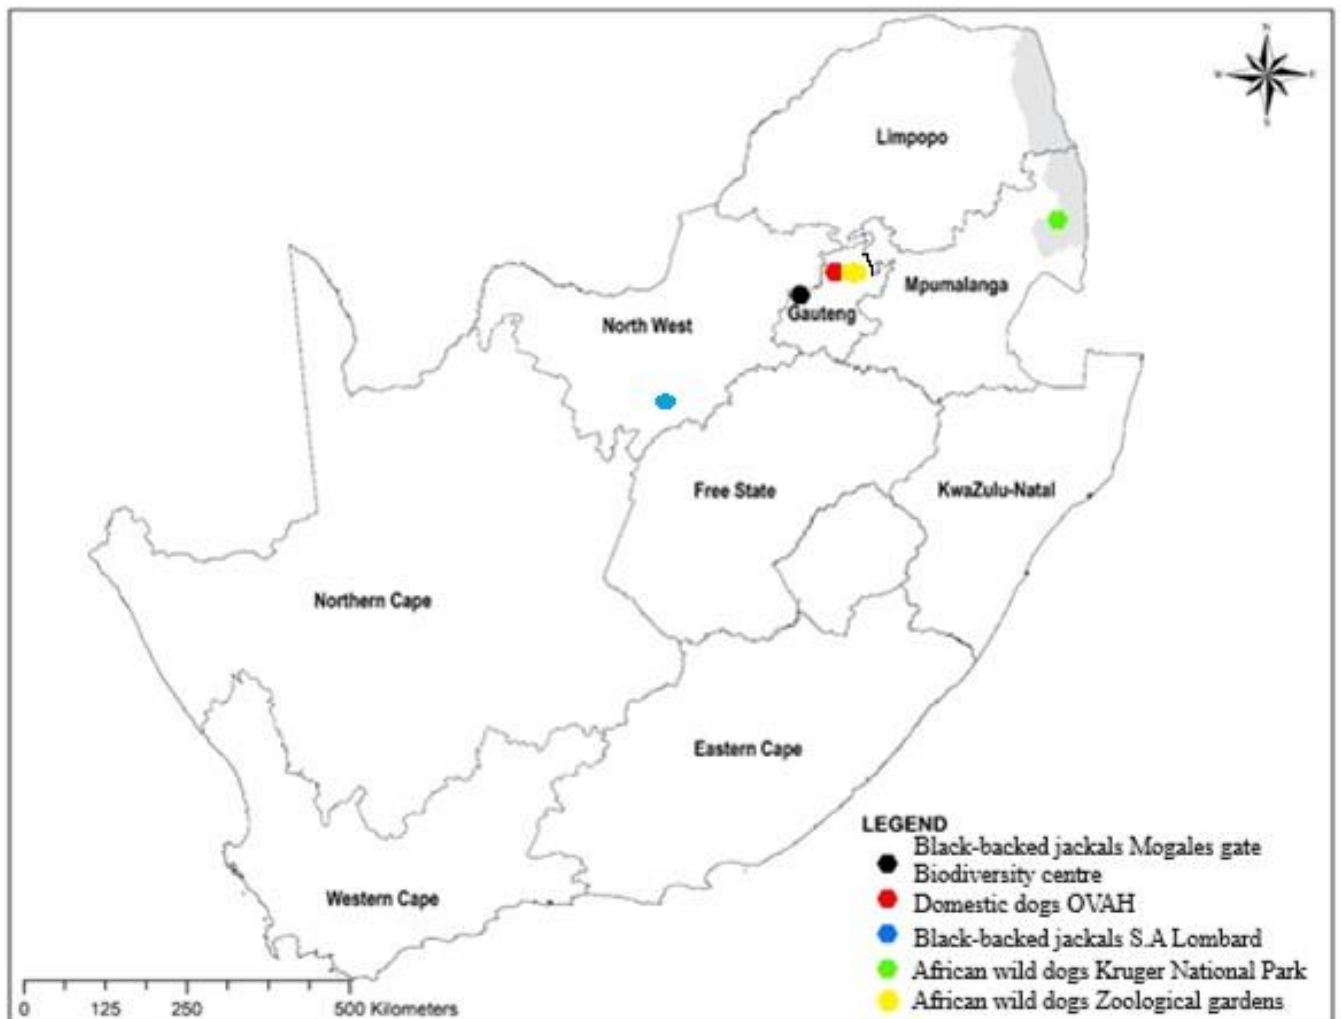 N
W
E
S
Limpopo
Mpumalanga
Gauteng
North West
Free State
KwaZulu-Natal
Northern Cape
Eastern Cape
Western Cape
LEGEND
Black-backed jackals Mogales gate
Biodiversity centre
Domestic dogs OVAH
Black-backed jackals S.A Lombard
African wild dogs Kruger National Park
African wild dogs Zoological gardens
0 125 250 500 Kilometers